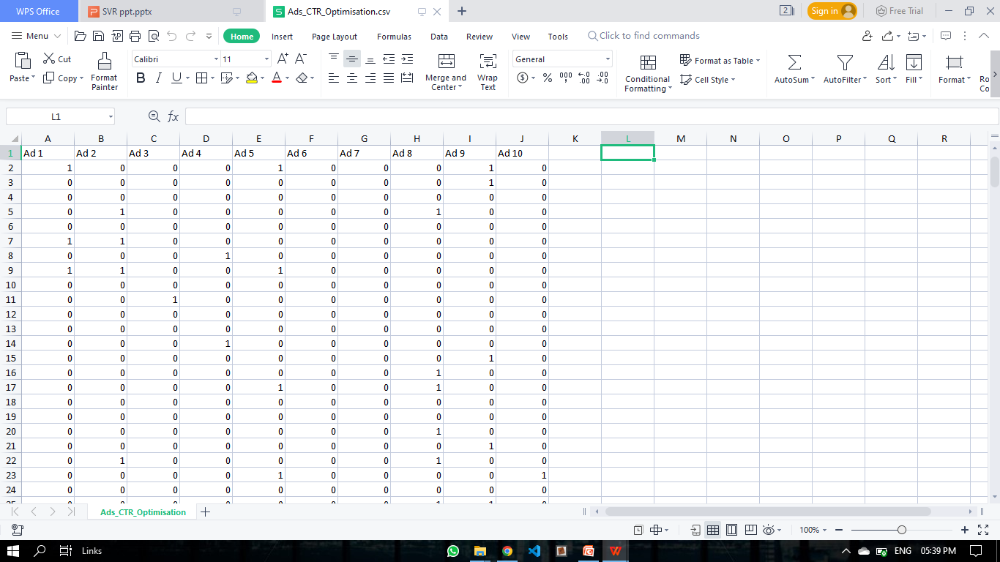 WPS Office SVR ppt.pptx Ads_CTR_Optimisation.csv 2 Sign in Free Trial
Menu Home Insert Page Layout Formulas Data Review View Tools Click to find commands
Paste Cut Copy Format Painter Calibri 11 Merge and Center Wrap Text General Conditional Formatting Format as Table Cell Style AutoSum AutoFilter Sort Fill Format Ro Co
L1 fx
A B C D E F G H I J K L M N O P Q R
1 Ad 1 Ad 2 Ad 3 Ad 4 Ad 5 Ad 6 Ad 7 Ad 8 Ad 9 Ad 10
2 1 0 0 0 1 0 0 0 1 0
3 0 0 0 0 0 0 0 0 1 0
4 0 0 0 0 0 0 0 0 0 0
5 0 1 0 0 0 0 0 1 0 0
6 0 0 0 0 0 0 0 0 0 0
7 1 1 0 0 0 0 0 0 0 0
8 0 0 0 1 0 0 0 0 0 0
9 1 1 0 0 1 0 0 0 0 0
10 0 0 0 0 0 0 0 0 0 0
11 0 0 1 0 0 0 0 0 0 0
12 0 0 0 0 0 0 0 0 0 0
13 0 0 0 0 0 0 0 0 0 0
14 0 0 0 1 0 0 0 0 0 0
15 0 0 0 0 0 0 0 0 1 0
16 0 0 0 0 0 0 0 1 0 0
17 0 0 0 0 1 0 0 1 0 0
18 0 0 0 0 0 0 0 0 0 0
19 0 0 0 0 0 0 0 0 0 0
20 0 0 0 0 0 0 0 1 0 0
21 0 0 0 0 0 0 0 0 1 0
22 0 1 0 0 0 0 0 1 0 0
23 0 0 0 0 1 0 0 0 0 1
24 0 0 0 0 0 0 0 0 0 0
Ads_CTR_Optimisation
100%
Links ENG 05:39 PM